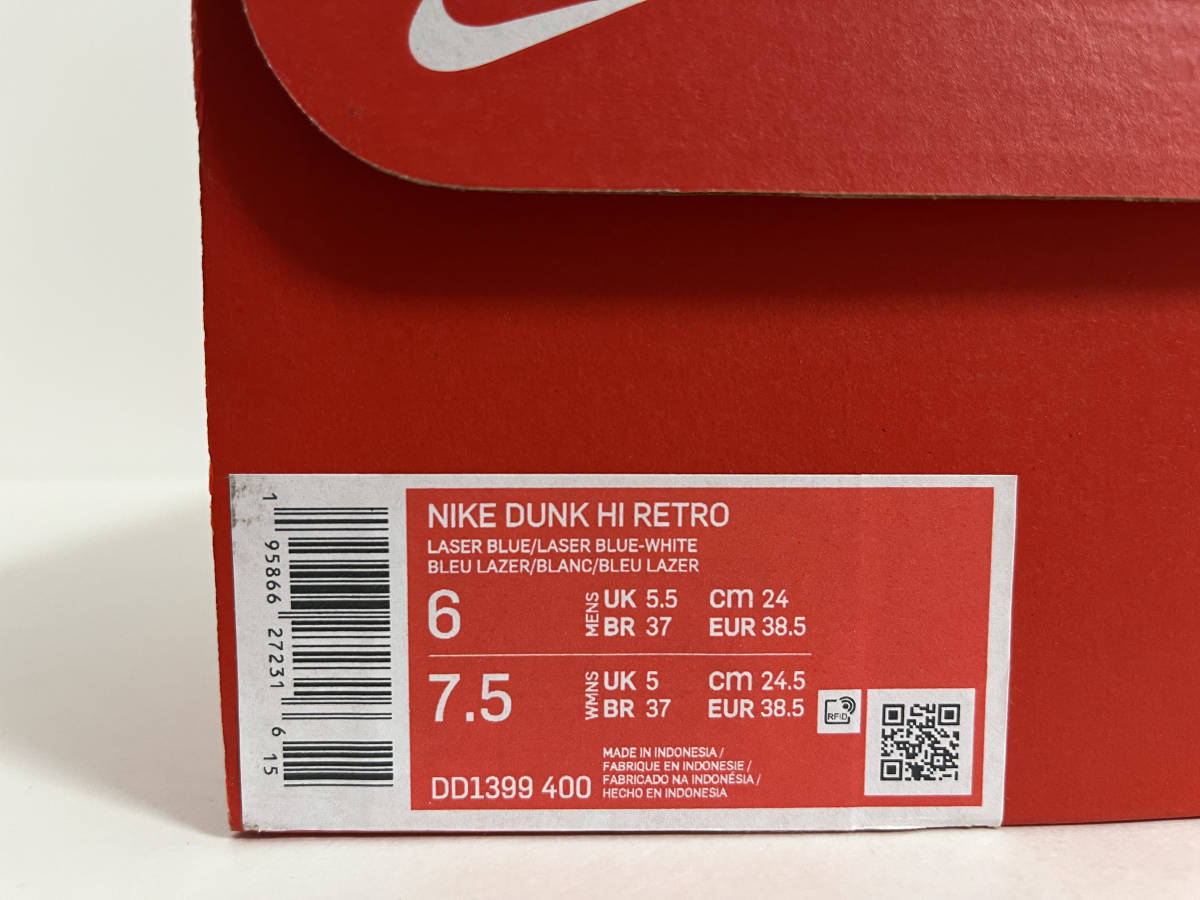 NIKE DUNK HI RETRO
LASER BLUE/LASER BLUE-WHITE
BLEU LAZER/BLANC/BLEU LAZER
6 MENS UK 5.5 cm 24
BR 37 EUR 38.5
7.5 WMNS UK 5 cm 24.5
BR 37 EUR 38.5
RFID
DD1399 400
MADE IN INDONESIA /
FABRIQUE EN INDONESIE /
FABRICADO NA INDONÉSIA /
HECHO EN INDONESIA
1 95866 27231 6 15